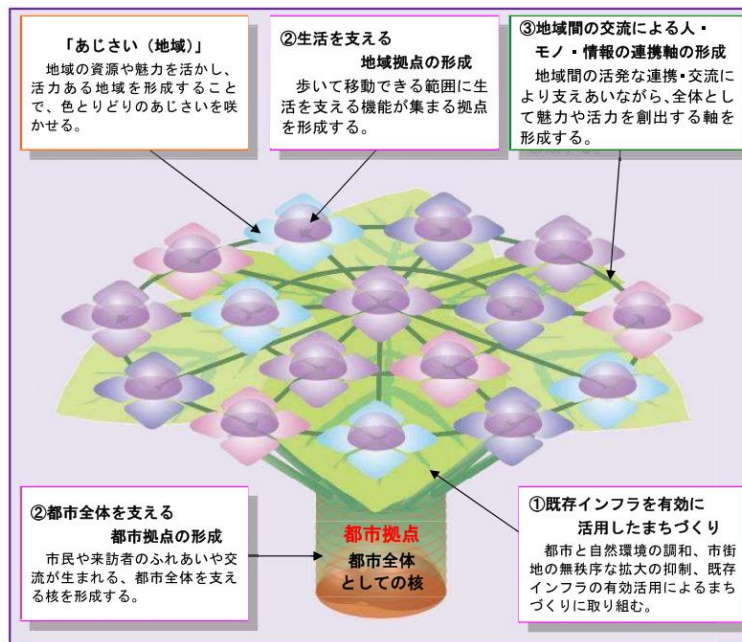 「あじさい（地域）」
地域の資源や魅力を活かし、
活力ある地域を形成すること
で、色とりどりのあじさいを咲
かせる。
②生活を支える
地域拠点の形成
歩いて移動できる範囲に生
活を支える機能が集まる拠点
を形成する。
③地域間の交流による人・
モノ・情報の連携軸の形成
地域間の活発な連携・交流に
より支えあいながら、全体とし
て魅力や活力を創出する軸を
形成する。
②都市全体を支える
都市拠点の形成
市民や来訪者のふれあいや交
流が生まれる、都市全体を支え
る核を形成する。
都市拠点
都市全体
としての核
①既存インフラを有効に
活用したまちづくり
都市と自然環境の調和、市街
地の無秩序な拡大の抑制、既存
インフラの有効活用によるまち
づくりに取り組む。